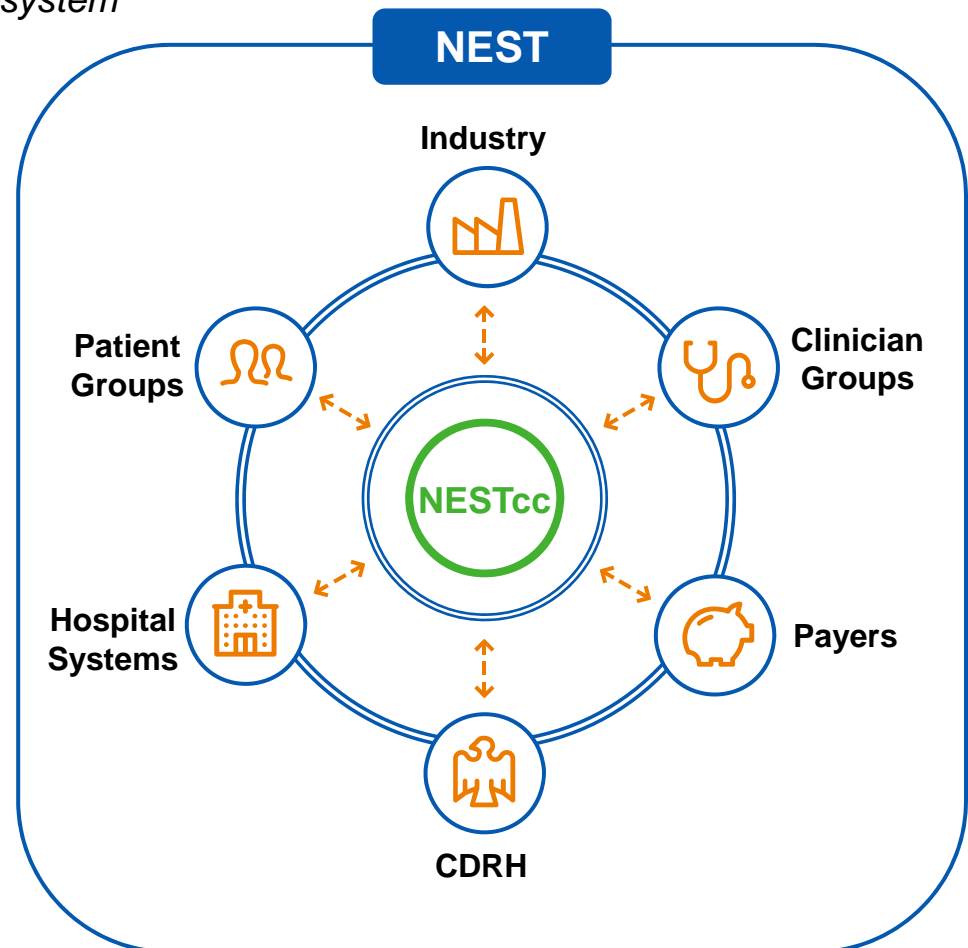 system
NEST
Industry
Patient
Groups
Clinician
Groups
NESTcc
Hospital
Systems
Payers
CDRH